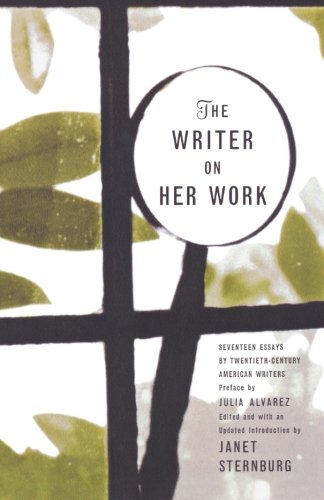 THE
WRITER
ON
HER WORK
SEVENTEEN ESSAYS
BY TWENTIETH-CENTURY
AMERICAN WRITERS
Preface by
JULIA ALVAREZ
Edited and with an
Updated Introduction by
JANET
STERNBURG